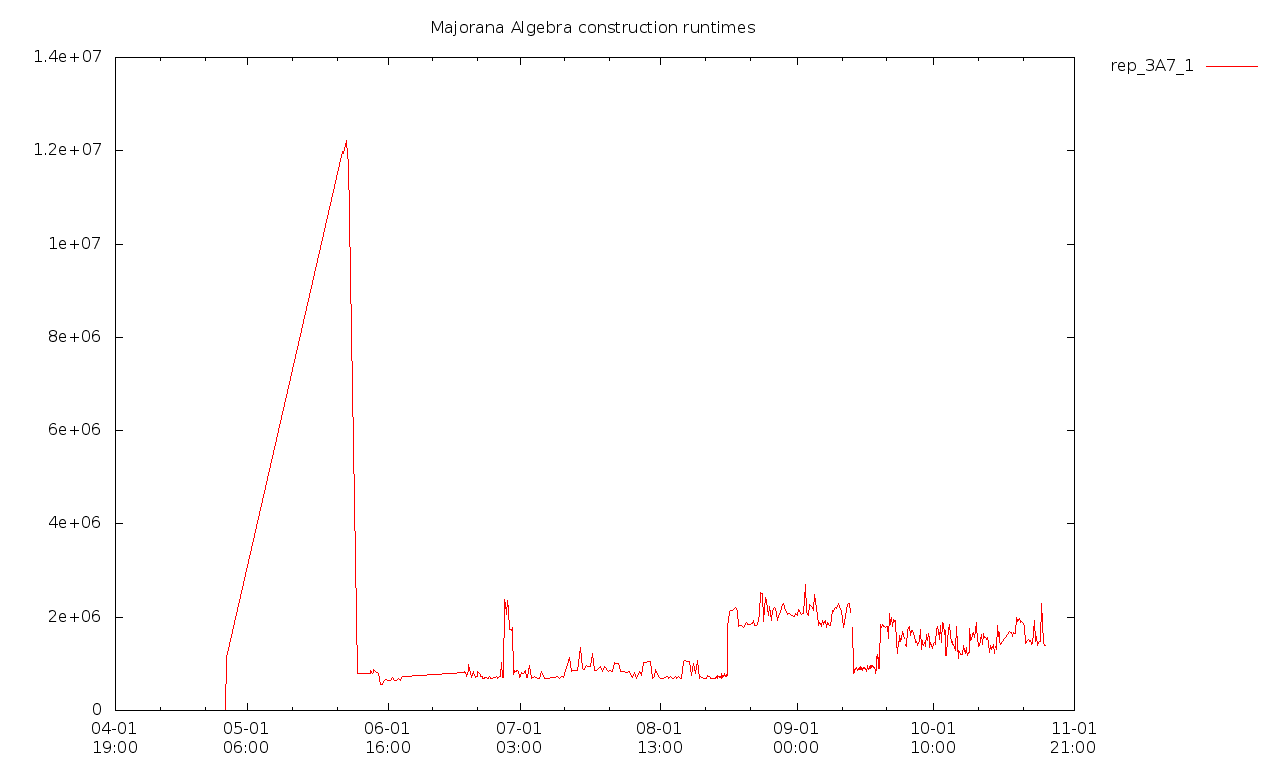 Majorana Algebra construction runtimes
rep_3A7_1
1.4e+07
1.2e+07
1e+07
8e+06
6e+06
4e+06
2e+06
0
04-01 05-01 06-01 07-01 08-01 09-01 10-01 11-01
19:00 06:00 16:00 03:00 13:00 00:00 10:00 21:00